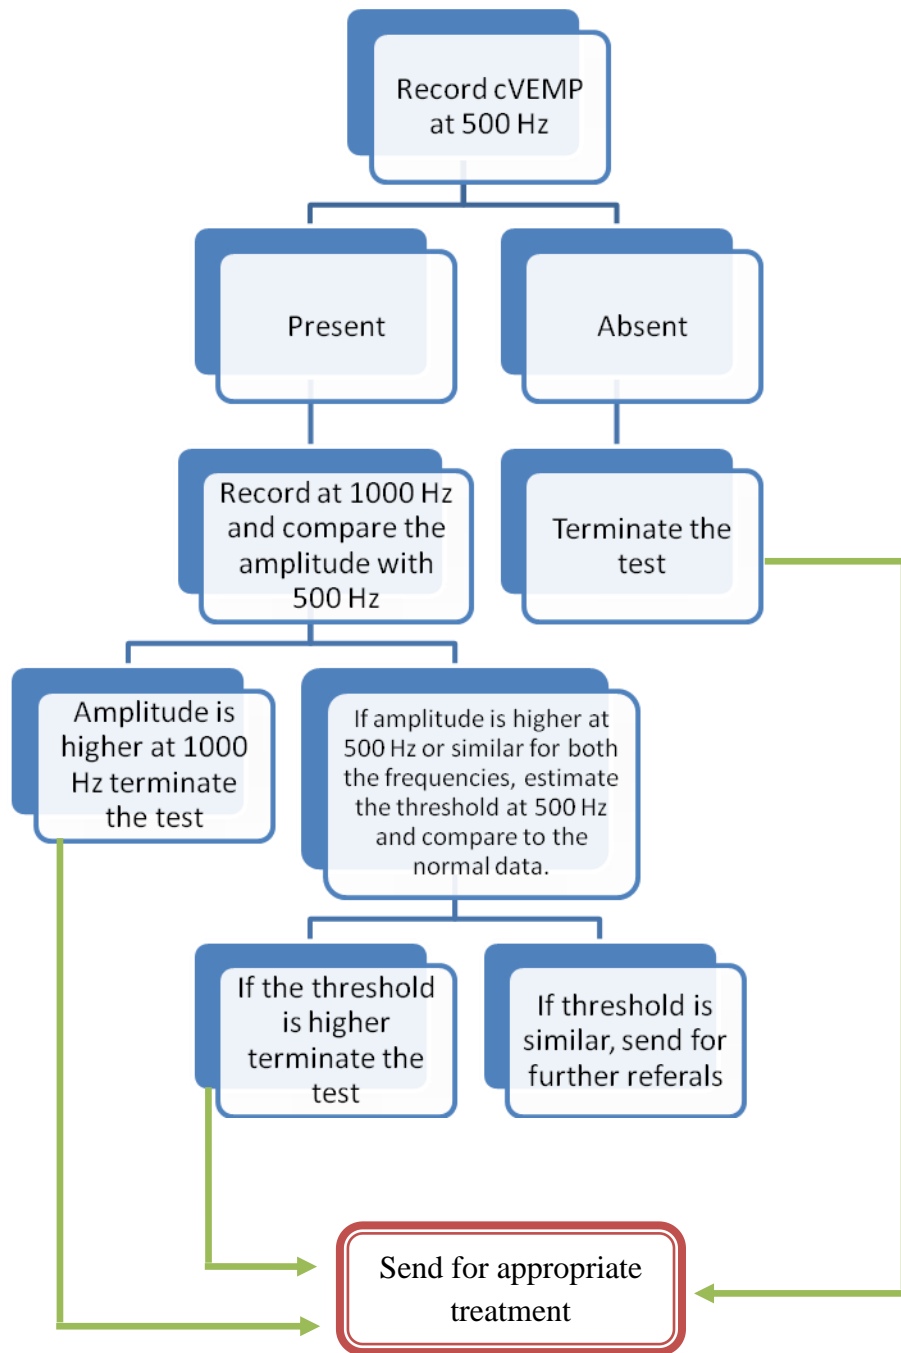 Record cVEMP
at 500 Hz
Present
Absent
Record at 1000 Hz
and compare the
amplitude with
500 Hz
Terminate the
test
Amplitude is
higher at 1000
Hz terminate
the test
If amplitude is higher at
500 Hz or similar for both
the frequencies, estimate
the threshold at 500 Hz
and compare to the
normal data.
If the threshold
is higher
terminate the
test
If threshold is
similar, send for
further referals
Send for appropriate
treatment